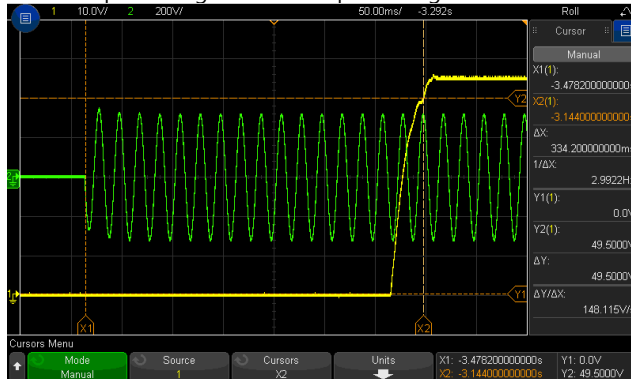 1 10.0V/ 2 200V/ 50.00ms/ -3.292s Roll
Cursor
Manual
X1(1):
-3.478200000000s
X2(1):
-3.144000000000s
ΔX:
334.200000000ms
1/ΔX:
2.9922H
Y1(1):
0.0V
Y2(1):
49.5000V
ΔY:
49.5000V
ΔY/ΔX:
148.115V/s
Y2
Y1
X1 X2
Cursors Menu
Mode Source Cursors Units X1: -3.478200000000s Y1: 0.0V
Manual 1 X2 X2: -3.144000000000s Y2: 49.5000V